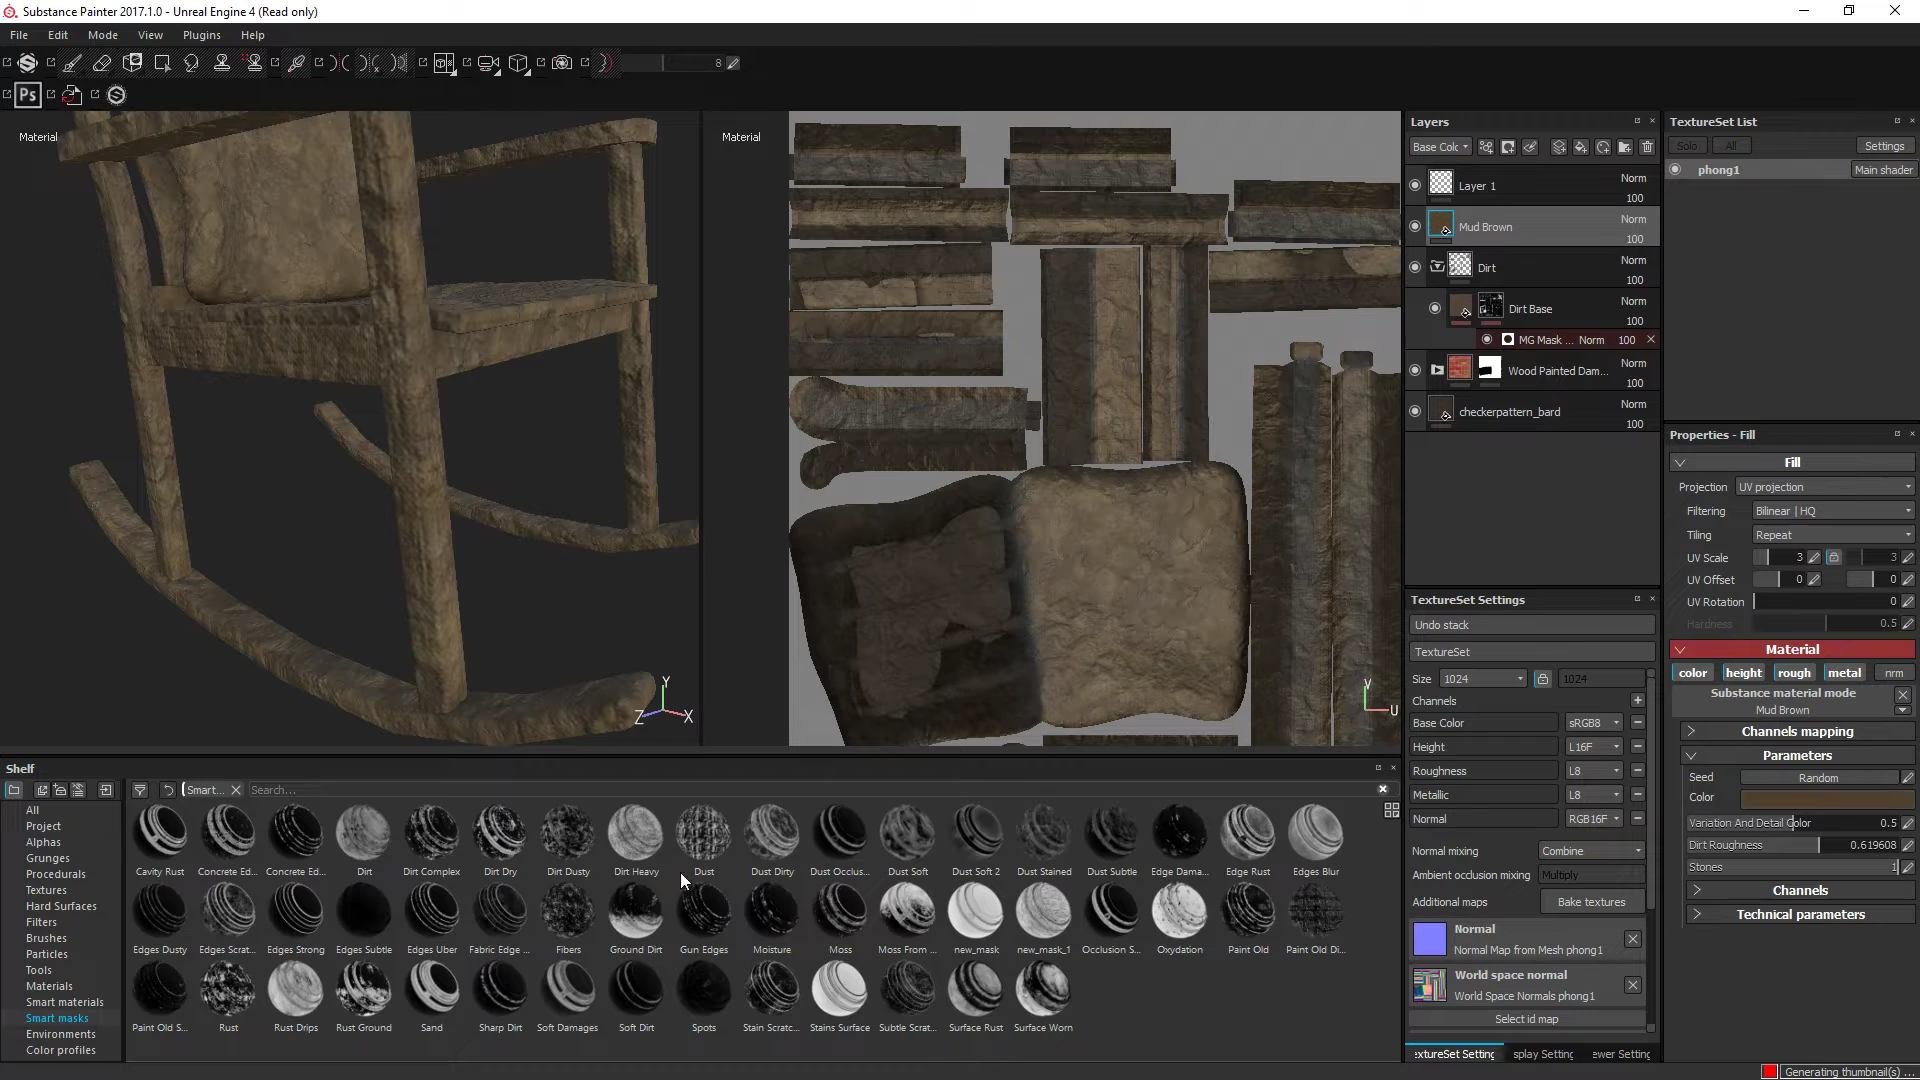 Substance Painter 2017.1.0 - Unreal Engine 4 (Read only)
File Edit Mode View Plugins Help
8
Ps
Material
Material
Y
Z X
V
U
Layers
Base Colc
Layer 1 Norm 100
Mud Brown Norm 100
Dirt Norm 100
Dirt Base Norm 100
MG Mask ... Norm 100
Wood Painted Dam... Norm 100
checkerpattern_bard Norm 100
TextureSet List
Solo All Settings
phong1 Main shader
Properties - Fill
Fill
Projection UV projection
Filtering Bilinear | HQ
Tiling Repeat
UV Scale 3 3
UV Offset 0 0
UV Rotation 0
Hardness 0.5
Material
color height rough metal nrm
Substance material mode
Mud Brown
Channels mapping
Parameters
Seed Random
Color
Variation And Detail Color 0.5
Dirt Roughness 0.619608
Stones 1
Channels
Technical parameters
TextureSet Settings
Undo stack
TextureSet
Size 1024 1024
Channels
Base Color sRGB8
Height L16F
Roughness L8
Metallic L8
Normal RGB16F
Normal mixing Combine
Ambient occlusion mixing Multiply
Additional maps Bake textures
Normal
Normal Map from Mesh phong1
World space normal
World Space Normals phong1
Select id map
extureSet Setting splay Setting ewer Setting
Shelf
Smart... Search...
All
Project
Alphas
Grunges
Procedurals
Textures
Hard Surfaces
Filters
Brushes
Particles
Tools
Materials
Smart materials
Smart masks
Environments
Color profiles
Cavity Rust Concrete Ed... Concrete Ed... Dirt Dirt Complex Dirt Dry Dirt Dusty Dirt Heavy Dust Dust Dirty Dust Occlus... Dust Soft Dust Soft 2 Dust Stained Dust Subtle Edge Dama... Edge Rust Edges Blur
Edges Dusty Edges Scrat... Edges Strong Edges Subtle Edges Uber Fabric Edge ... Fibers Ground Dirt Gun Edges Moisture Moss Moss From ... new_mask new_mask_1 Occlusion S... Oxydation Paint Old Paint Old Di...
Paint Old S... Rust Rust Drips Rust Ground Sand Sharp Dirt Soft Damages Soft Dirt Spots Stain Scratc... Stains Surface Subtle Scrat... Surface Rust Surface Worn
Generating thumbnail(s) ...